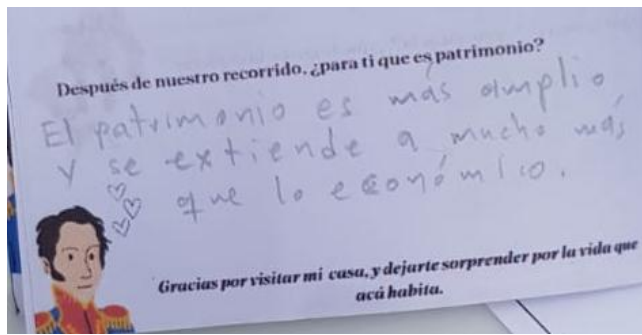 Después de nuestro recorrido, ¿para ti que es patrimonio?
El patrimonio es más amplio
y se extiende a mucho más
que lo económico.
Gracias por visitar mi casa, y dejarte sorprender por la vida que
acá habita.